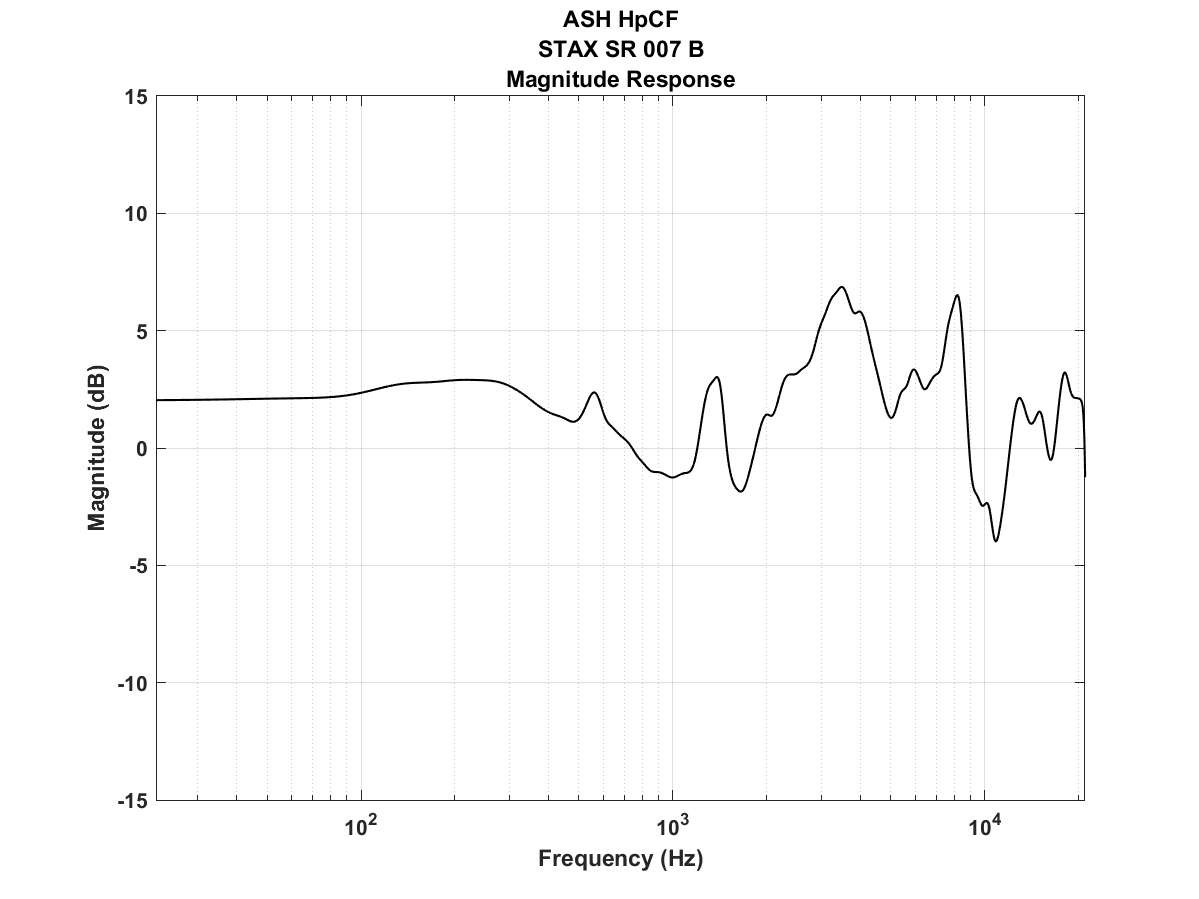 ASH HpCF
STAX SR 007 B
Magnitude Response
15
10
5
0
-5
-10
-15
Magnitude (dB)
10²
10³
10⁴
Frequency (Hz)